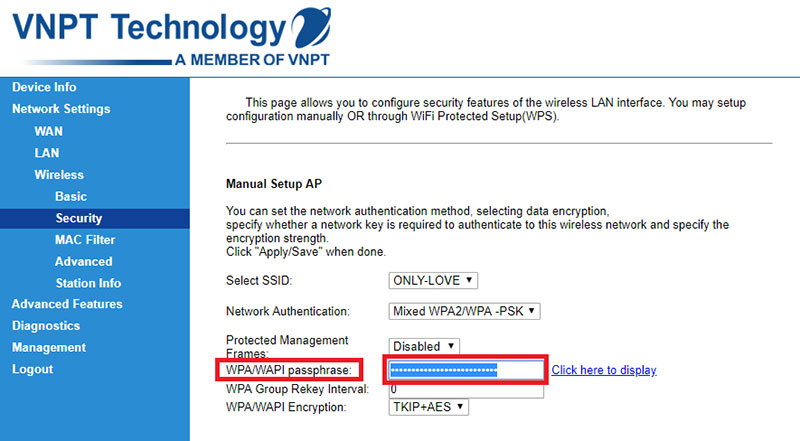 VNPT Technology
A MEMBER OF VNPT
Device Info
Network Settings
WAN
LAN
Wireless
Basic
Security
MAC Filter
Advanced
Station Info
Advanced Features
Diagnostics
Management
Logout
This page allows you to configure security features of the wireless LAN interface. You may setup
configuration manually OR through WiFi Protected Setup(WPS).
Manual Setup AP
You can set the network authentication method, selecting data encryption,
specify whether a network key is required to authenticate to this wireless network and specify the
encryption strength.
Click "Apply/Save" when done.
Select SSID: ONLY-LOVE
Network Authentication: Mixed WPA2/WPA -PSK
Protected Management
Frames: Disabled
WPA/WAPI passphrase: Click here to display
WPA Group Rekey Interval: 0
WPA/WAPI Encryption: TKIP+AES